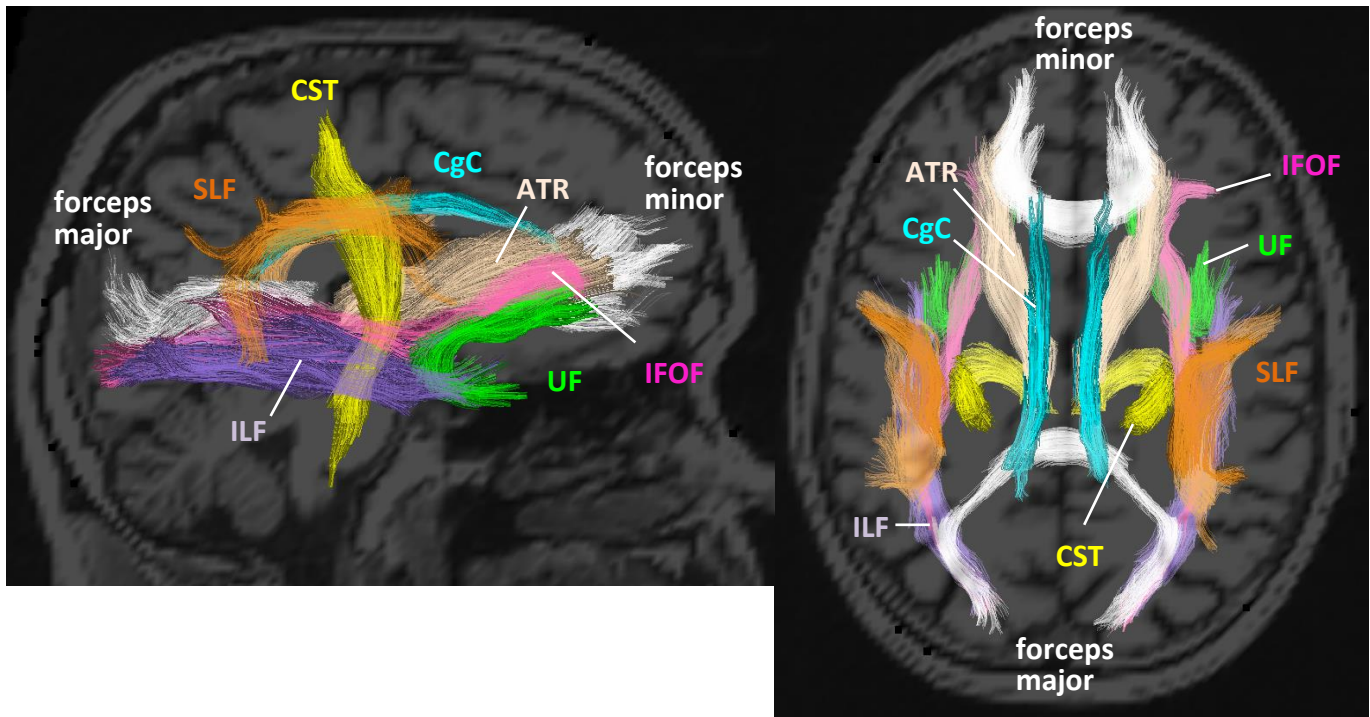 CST
CgC
SLF
ATR
forceps
minor
forceps
major
ILF
UF
IFOF
forceps
minor
ATR
IFOF
CgC
UF
SLF
ILF
CST
forceps
major